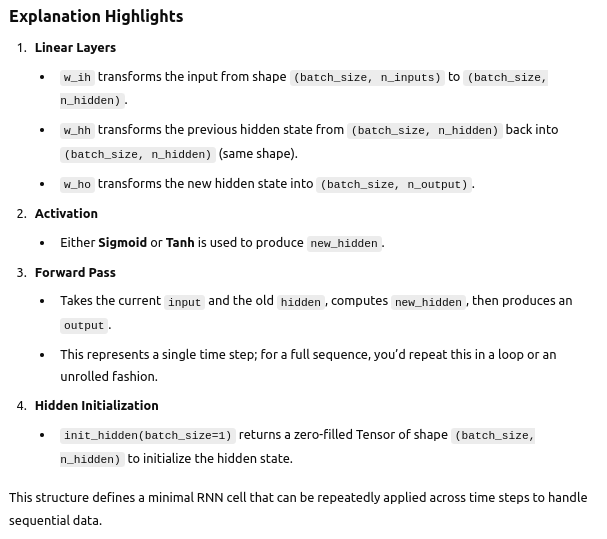 Explanation Highlights
1. Linear Layers
• w_ih transforms the input from shape (batch_size, n_inputs) to (batch_size,
n_hidden).
• w_hh transforms the previous hidden state from (batch_size, n_hidden) back into
(batch_size, n_hidden) (same shape).
• w_ho transforms the new hidden state into (batch_size, n_output).
2. Activation
• Either Sigmoid or Tanh is used to produce new_hidden.
3. Forward Pass
• Takes the current input and the old hidden, computes new_hidden, then produces an
output.
• This represents a single time step; for a full sequence, you’d repeat this in a loop or an
unrolled fashion.
4. Hidden Initialization
• init_hidden(batch_size=1) returns a zero-filled Tensor of shape (batch_size,
n_hidden) to initialize the hidden state.
This structure defines a minimal RNN cell that can be repeatedly applied across time steps to handle
sequential data.